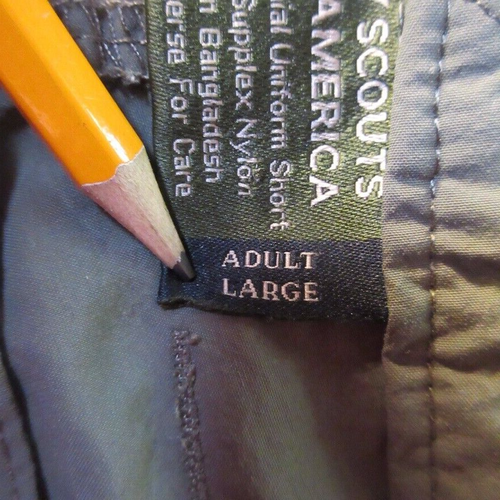 Y SCOUTS
AMERICA
ial Uniform Short
Supplex Nylon
n Bangladesh
erse For Care
ADULT
LARGE